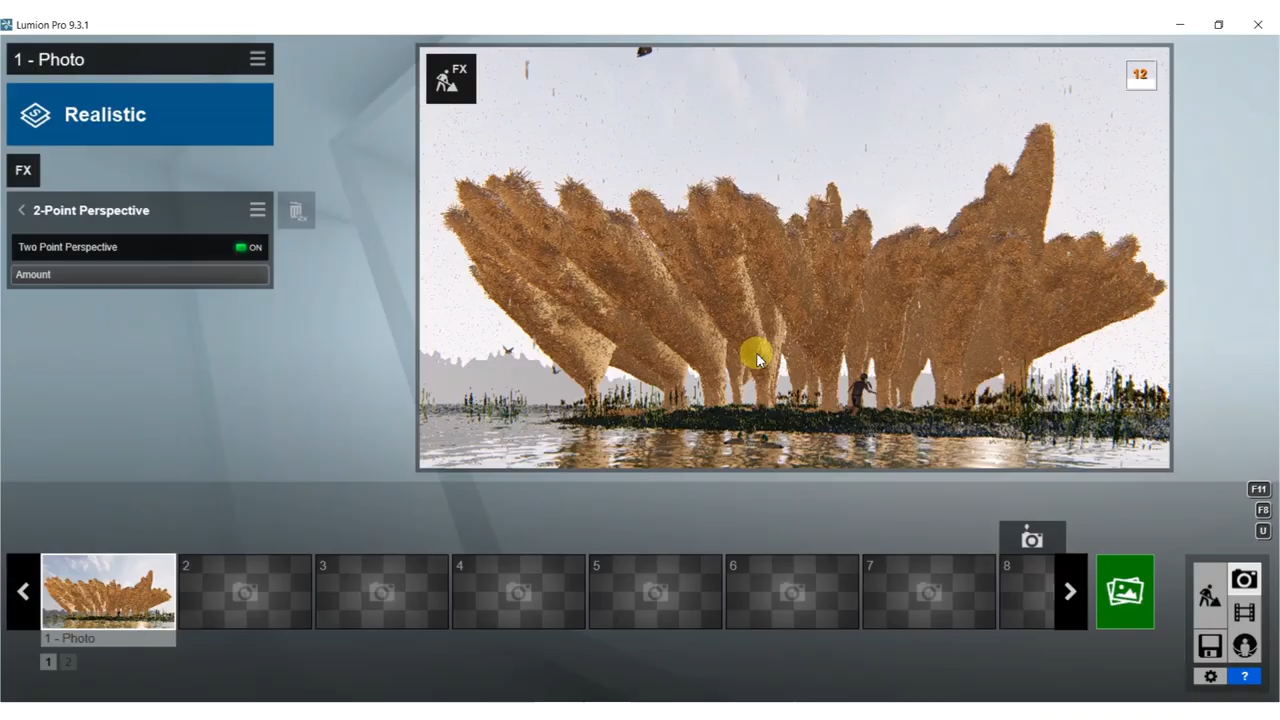 Lumion Pro 9.3.1
1 - Photo
Realistic
FX
2-Point Perspective
Two Point Perspective ON
Amount
FX
12
F11
F8
U
2
3
4
5
6
7
8
1 - Photo
1 2
?